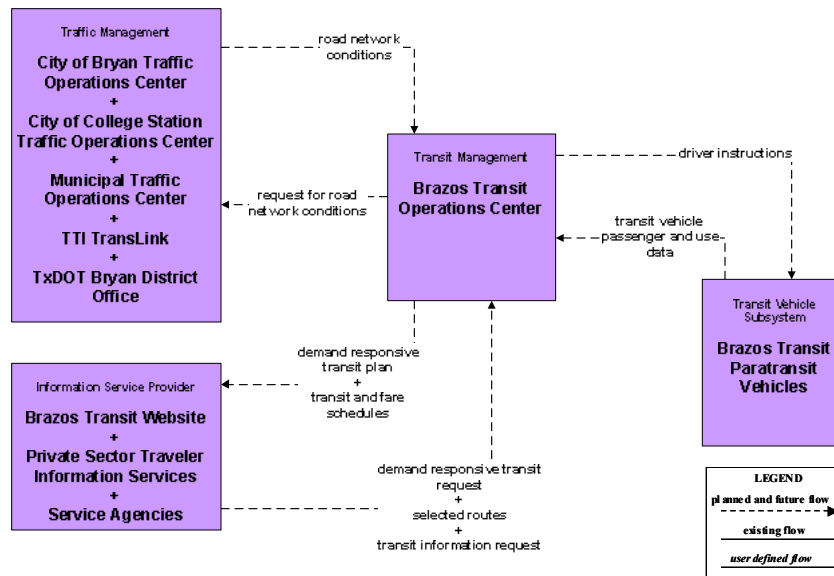 Traffic Management
City of Bryan Traffic
Operations Center
+
City of College Station
Traffic Operations Center
+
Municipal Traffic
Operations Center
+
TTI TransLink
+
TxDOT Bryan District
Office
road network
conditions
request for road
network conditions
Transit Management
Brazos Transit
Operations Center
driver instructions
transit vehicle
passenger and use
data
Transit Vehicle
Subsystem
Brazos Transit
Paratransit
Vehicles
demand responsive
transit plan
+
transit and fare
schedules
Information Service Provider
Brazos Transit Website
+
Private Sector Traveler
Information Services
+
Service Agencies
demand responsive transit
request
+
selected routes
+
transit information request
LEGEND
planned and future flow
existing flow
user defined flow